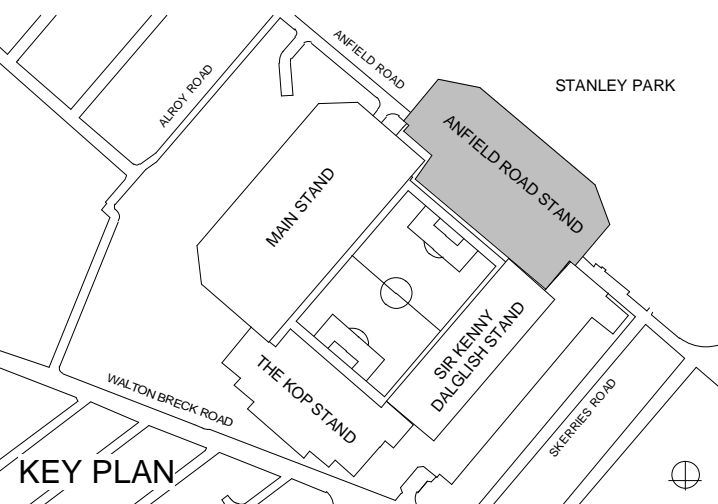 ANFIELD ROAD
STANLEY PARK
ALROY ROAD
ANFIELD ROAD STAND
MAIN STAND
SIR KENNY
DALGLISH STAND
THE KOP STAND
WALTON BRECK ROAD
SKERRIES ROAD
KEY PLAN